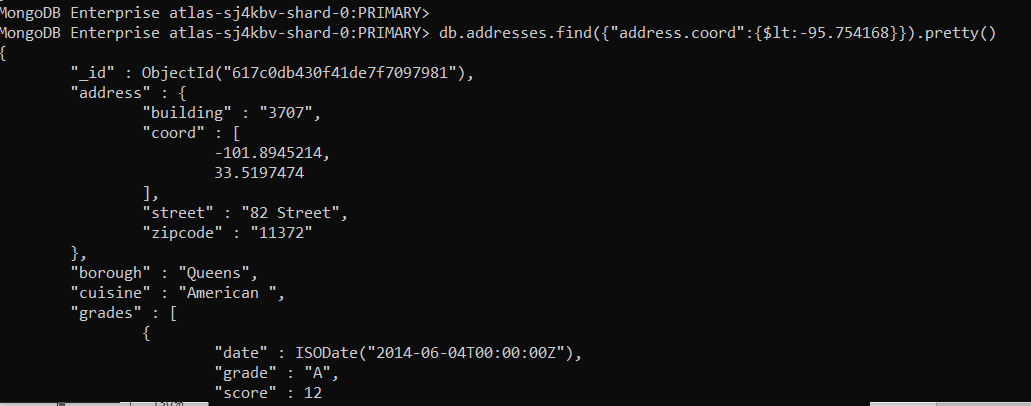 MongoDB Enterprise atlas-sj4kbv-shard-0:PRIMARY>
MongoDB Enterprise atlas-sj4kbv-shard-0:PRIMARY> db.addresses.find({"address.coord":{$lt:-95.754168}}).pretty()
{
"_id" : ObjectId("617c0db430f41de7f7097981"),
"address" : {
"building" : "3707",
"coord" : [
-101.8945214,
33.5197474
],
"street" : "82 Street",
"zipcode" : "11372"
},
"borough" : "Queens",
"cuisine" : "American ",
"grades" : [
{
"date" : ISODate("2014-06-04T00:00:00Z"),
"grade" : "A",
"score" : 12